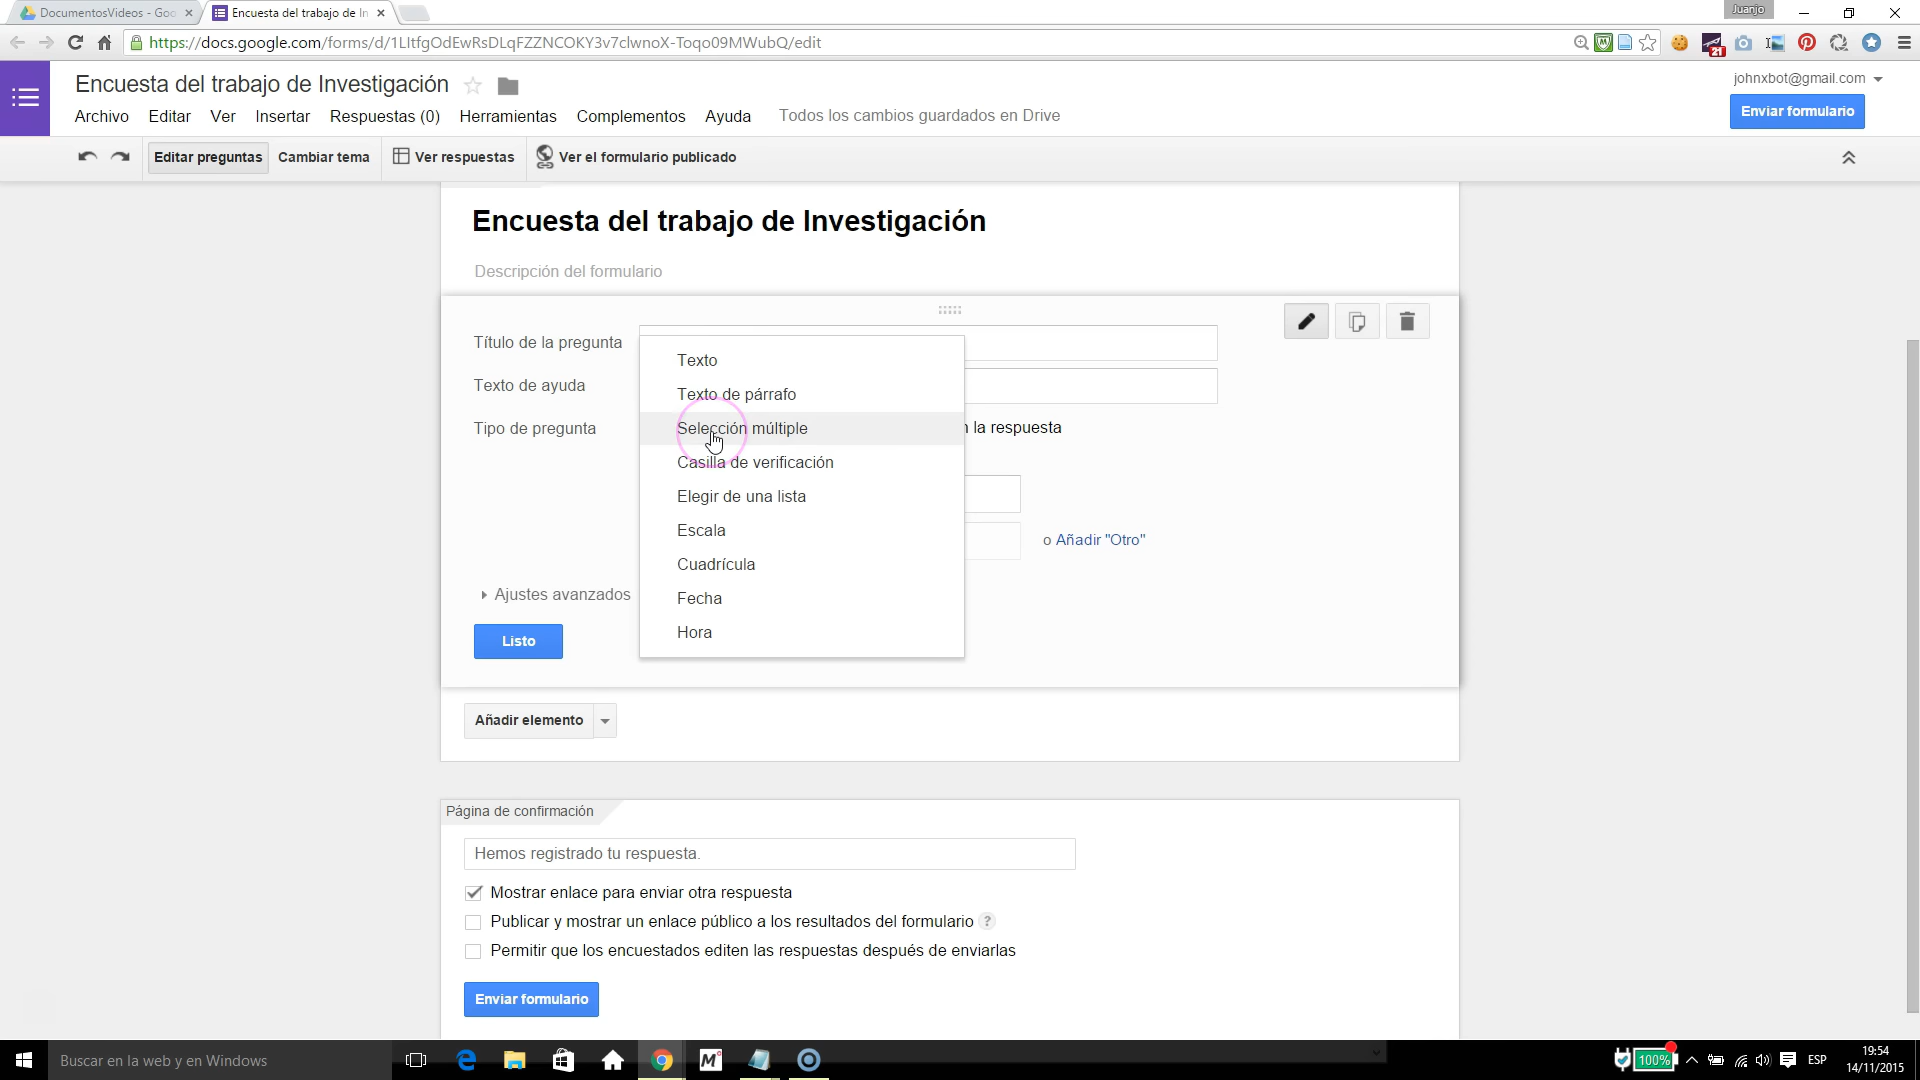 DocumentosVideos - Goo
Encuesta del trabajo de In
Juanjo
https://docs.google.com/forms/d/1LItfgOdEwRsDLqFZZNCOKY3v7clwnoX-Toqo09MWubQ/edit
21
Encuesta del trabajo de Investigación
johnxbot@gmail.com
Archivo Editar Ver Insertar Respuestas (0) Herramientas Complementos Ayuda Todos los cambios guardados en Drive
Enviar formulario
Editar preguntas Cambiar tema Ver respuestas Ver el formulario publicado
Encuesta del trabajo de Investigación
Descripción del formulario
Título de la pregunta
Texto
Texto de ayuda
Texto de párrafo
Tipo de pregunta
Selección múltiple
n la respuesta
Casilla de verificación
Elegir de una lista
Escala
o Añadir "Otro"
Cuadrícula
Ajustes avanzados
Fecha
Hora
Listo
Añadir elemento
Página de confirmación
Hemos registrado tu respuesta.
Mostrar enlace para enviar otra respuesta
Publicar y mostrar un enlace público a los resultados del formulario ?
Permitir que los encuestados editen las respuestas después de enviarlas
Enviar formulario
Buscar en la web y en Windows
100%
ESP
19:54
14/11/2015